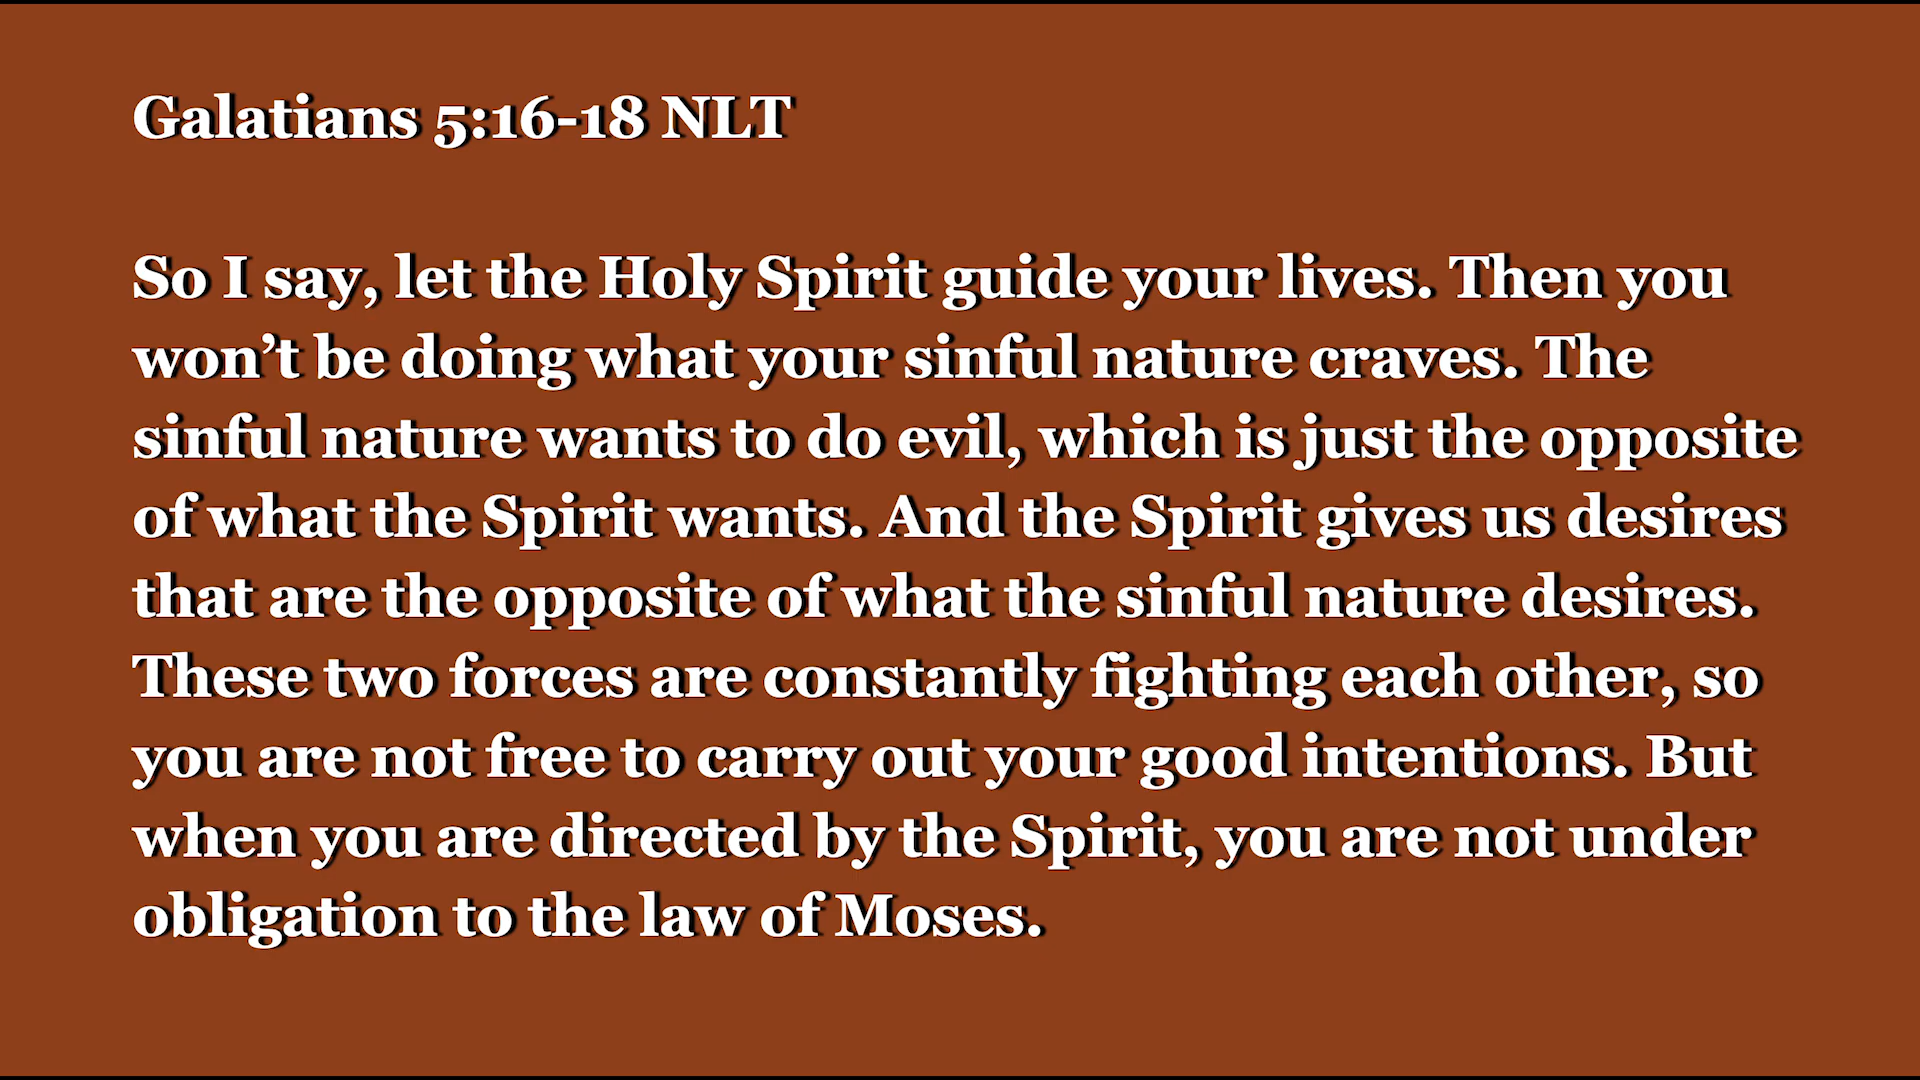 Galatians 5:16-18 NLT
So I say, let the Holy Spirit guide your lives. Then you
won’t be doing what your sinful nature craves. The
sinful nature wants to do evil, which is just the opposite
of what the Spirit wants. And the Spirit gives us desires
that are the opposite of what the sinful nature desires.
These two forces are constantly fighting each other, so
you are not free to carry out your good intentions. But
when you are directed by the Spirit, you are not under
obligation to the law of Moses.